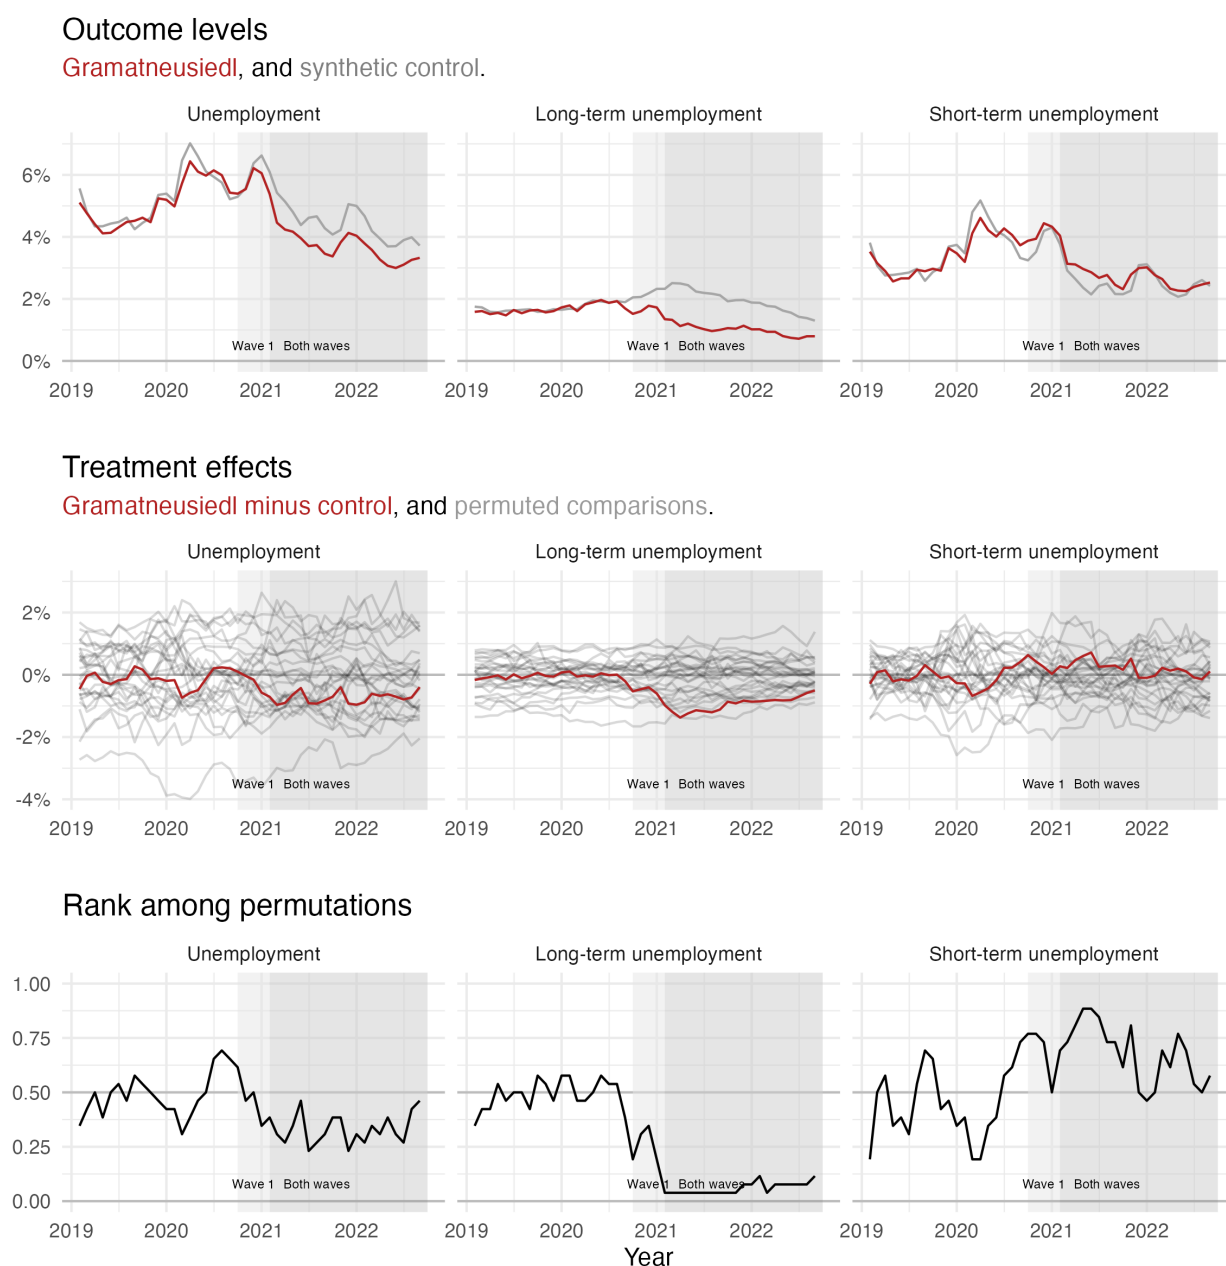 Outcome levels
Gramatneusiedl, and synthetic control.
Unemployment
Long-term unemployment
Short-term unemployment
6%
4%
2%
0%
Wave 1 Both waves
Wave 1 Both waves
Wave 1 Both waves
2019 2020 2021 2022
2019 2020 2021 2022
2019 2020 2021 2022
Treatment effects
Gramatneusiedl minus control, and permuted comparisons.
Unemployment
Long-term unemployment
Short-term unemployment
2%
0%
-2%
-4%
Wave 1 Both waves
Wave 1 Both waves
Wave 1 Both waves
2019 2020 2021 2022
2019 2020 2021 2022
2019 2020 2021 2022
Rank among permutations
Unemployment
Long-term unemployment
Short-term unemployment
1.00
0.75
0.50
0.25
0.00
Wave 1 Both waves
Wave 1 Both waves
Wave 1 Both waves
2019 2020 2021 2022
2019 2020 2021 2022
2019 2020 2021 2022
Year